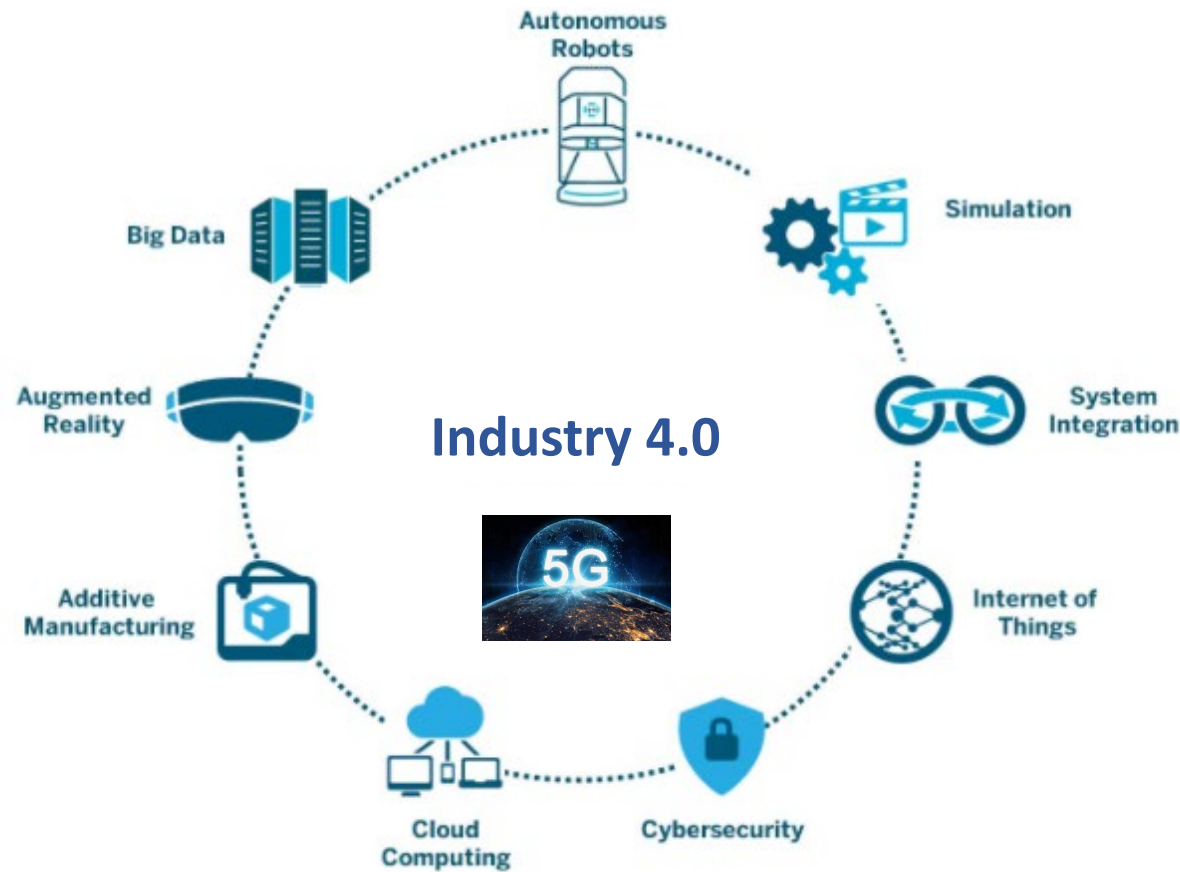 Autonomous
Robots
Simulation
Big Data
Augmented
Reality
System
Integration
Industry 4.0
5G
Additive
Manufacturing
Internet of
Things
Cloud
Computing
Cybersecurity